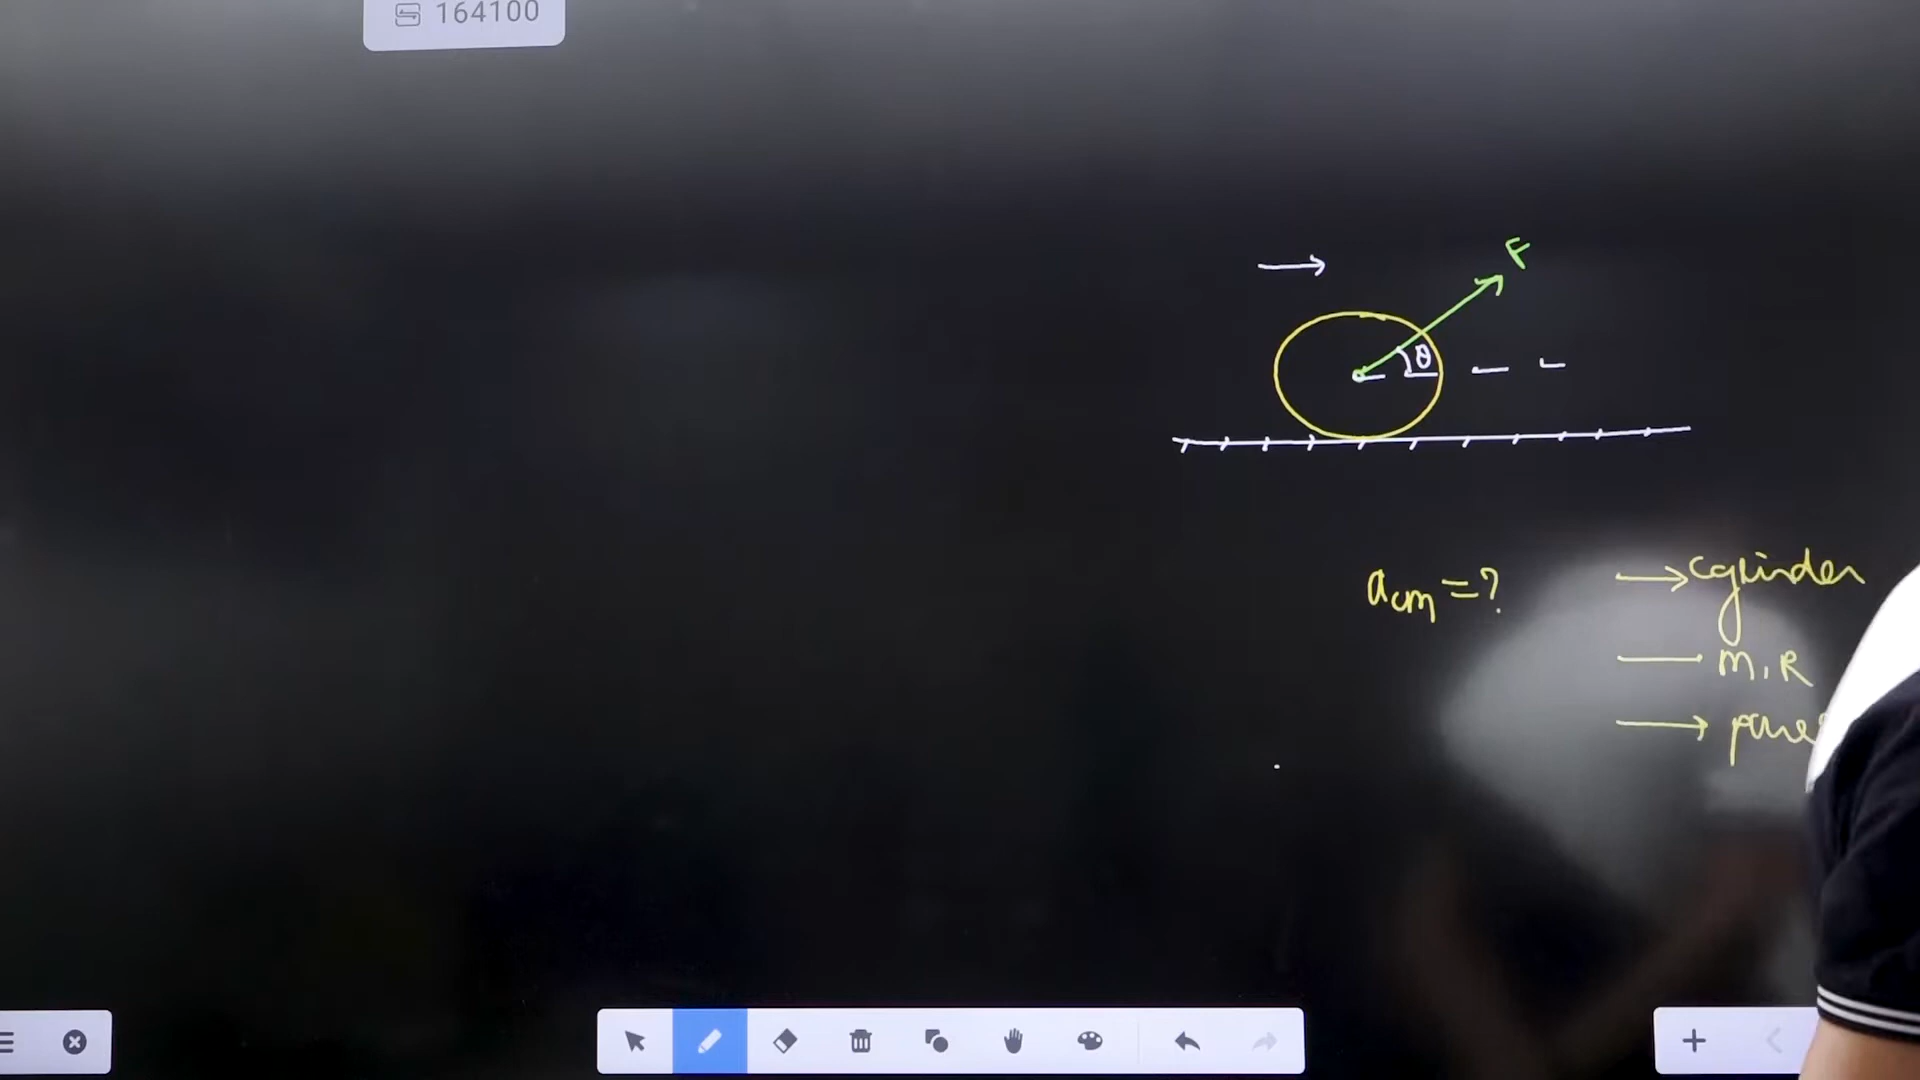 164100
F
θ
a_cm = ?
→ cylinder
— m, R
→